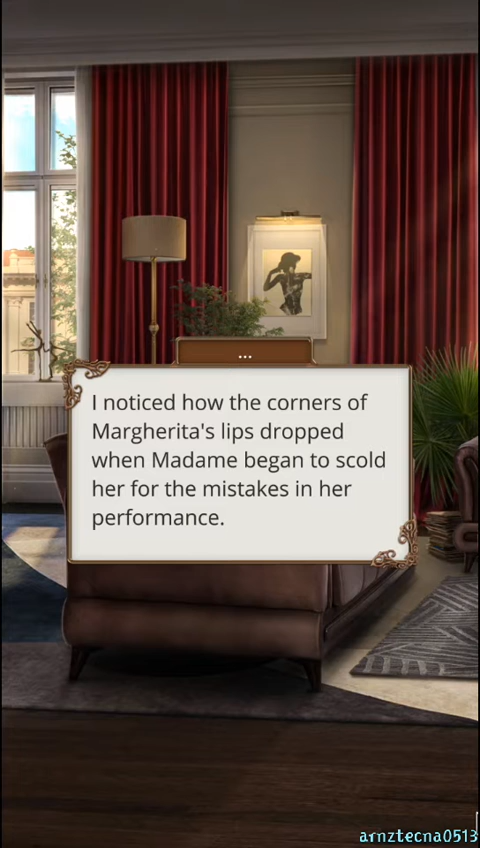 ...
I noticed how the corners of
Margherita's lips dropped
when Madame began to scold
her for the mistakes in her
performance.
arnztecna0513